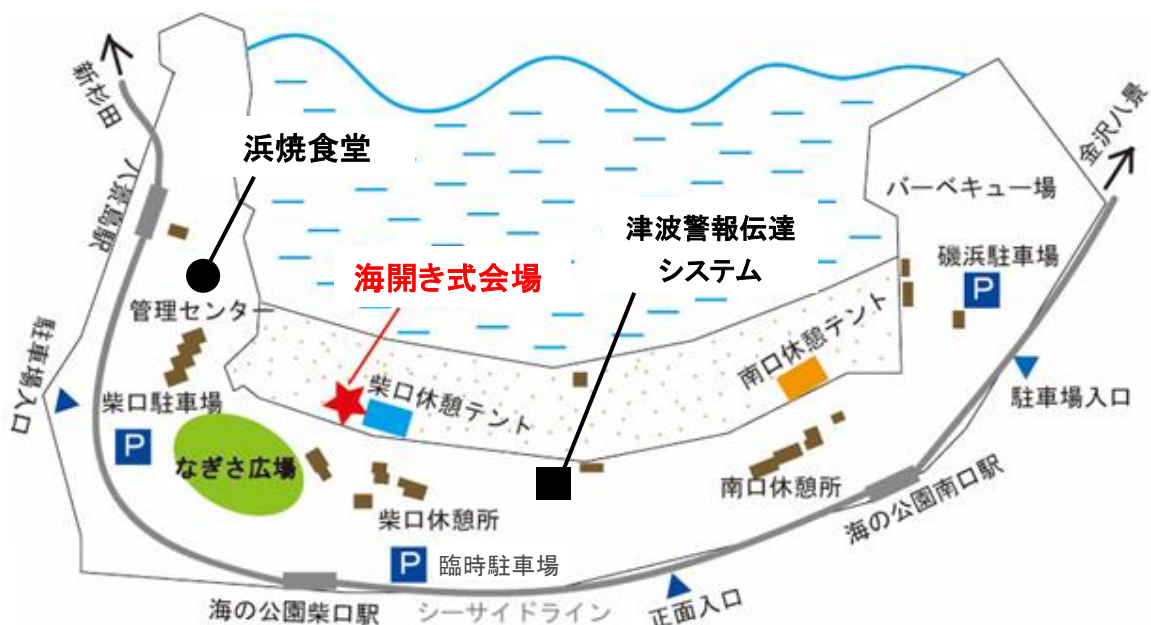 新杉田
八景島駅
浜焼食堂
管理センター
海開き式会場
津波警報伝達
システム
金沢八景
バーベキュー場
磯浜駐車場
P
駐車場入口
駐車場入口
柴口駐車場
P
なぎさ広場
柴口休憩テント
南口休憩テント
柴口休憩所
南口休憩所
P
臨時駐車場
海の公園柴口駅
シーサイドライン
正面入口
海の公園南口駅